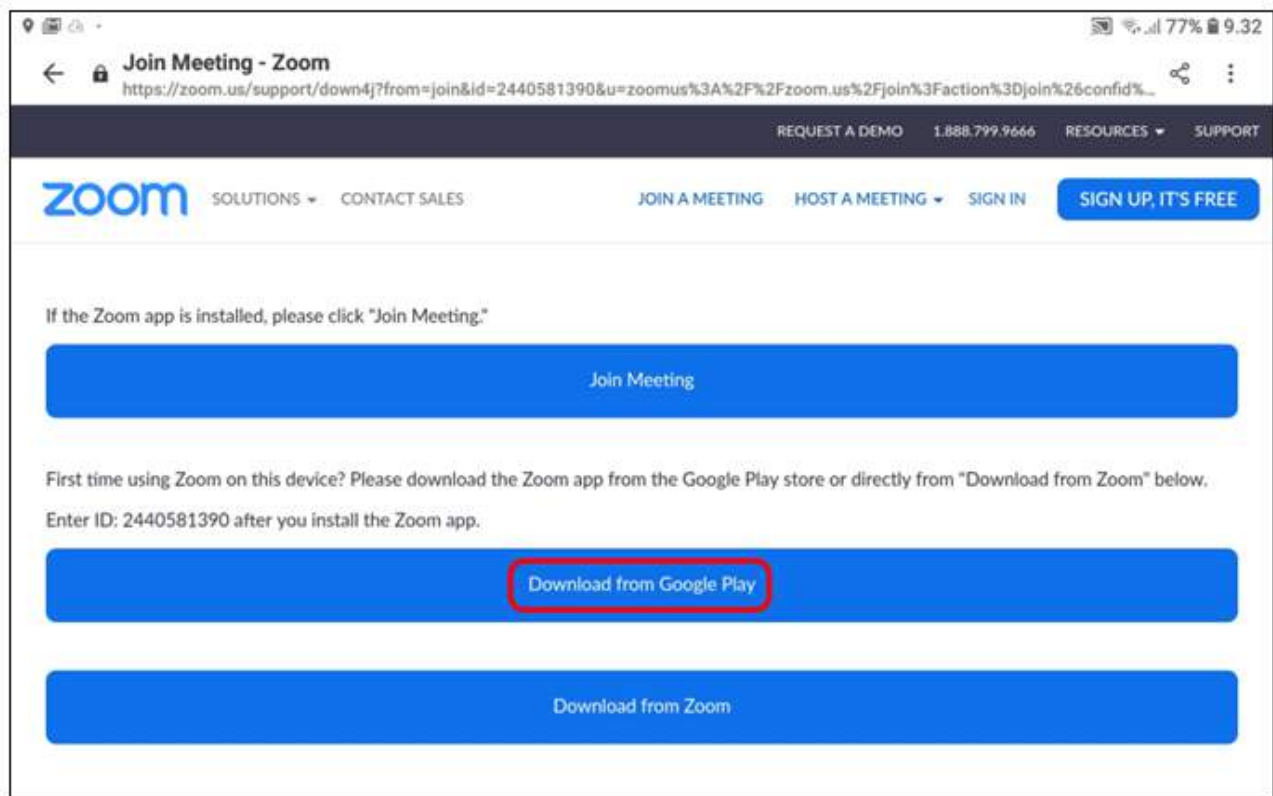 77% 9.32
Join Meeting - Zoom
https://zoom.us/support/down4j?from=join&id=2440581390&u=zoomus%3A%2F%2Fzoom.us%2Fjoin%3Faction%3Djoin%26confid%...
REQUEST A DEMO 1.888.799.9666 RESOURCES SUPPORT
zoom SOLUTIONS CONTACT SALES JOIN A MEETING HOST A MEETING SIGN IN SIGN UP, IT'S FREE
If the Zoom app is installed, please click "Join Meeting."
Join Meeting
First time using Zoom on this device? Please download the Zoom app from the Google Play store or directly from "Download from Zoom" below.
Enter ID: 2440581390 after you install the Zoom app.
Download from Google Play
Download from Zoom